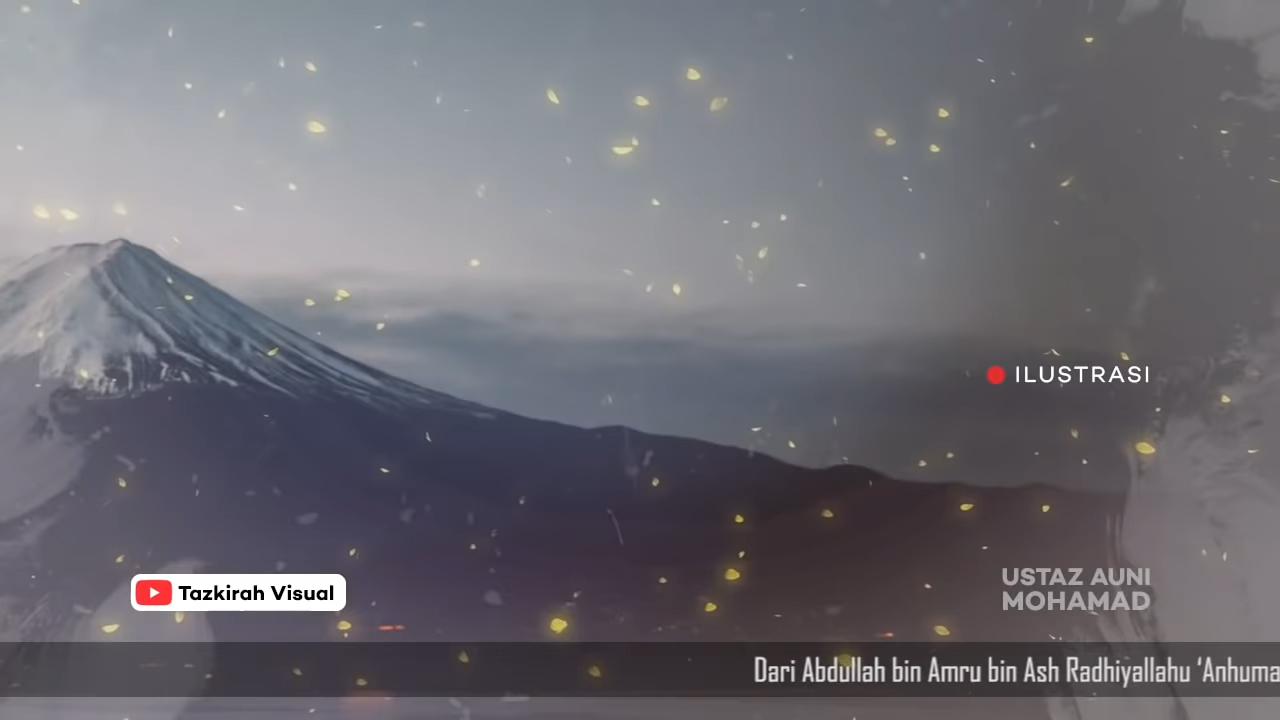 ILUSTRASI
Tazkirah Visual
USTAZ AUNI
MOHAMAD
Dari Abdullah bin Amru bin Ash Radhiyallahu ‘Anhuma